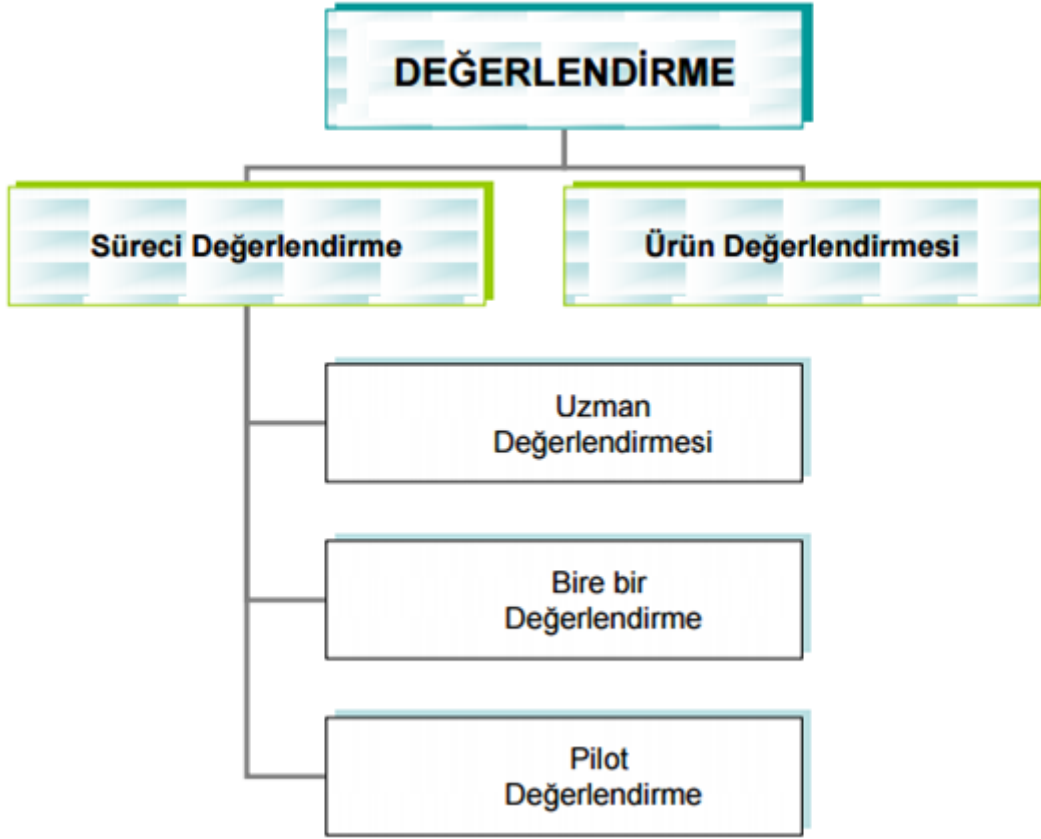 DEĞERLENDİRME
Süreci Değerlendirme
Ürün Değerlendirmesi
Uzman
Değerlendirmesi
Bire bir
Değerlendirme
Pilot
Değerlendirme